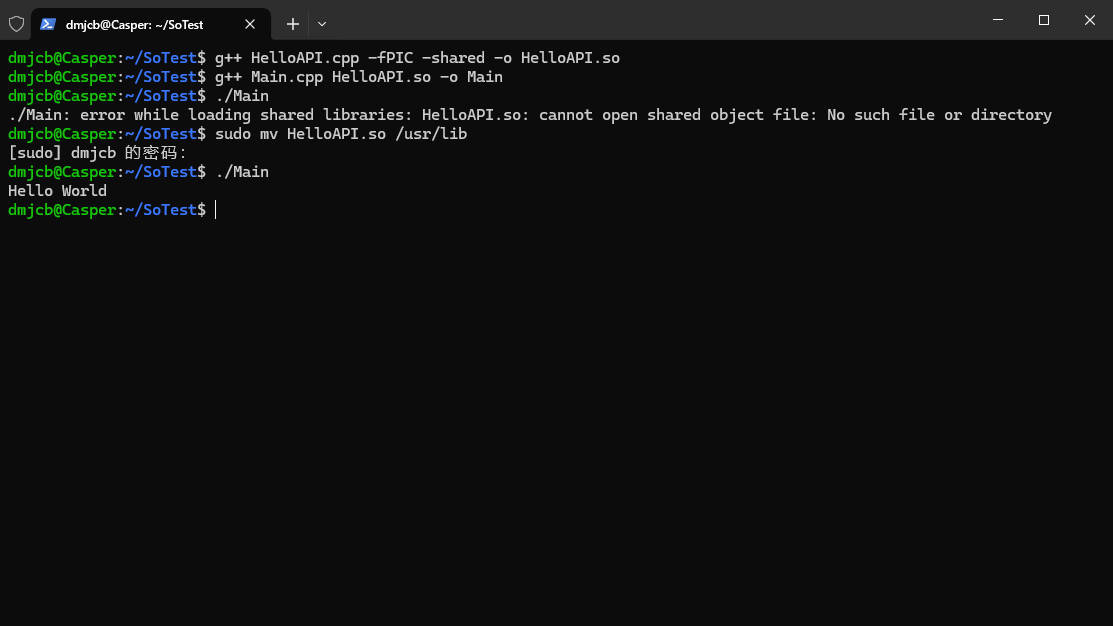 dmjcb@Casper: ~/SoTest
dmjcb@Casper:~/SoTest$ g++ HelloAPI.cpp -fPIC -shared -o HelloAPI.so
dmjcb@Casper:~/SoTest$ g++ Main.cpp HelloAPI.so -o Main
dmjcb@Casper:~/SoTest$ ./Main
./Main: error while loading shared libraries: HelloAPI.so: cannot open shared object file: No such file or directory
dmjcb@Casper:~/SoTest$ sudo mv HelloAPI.so /usr/lib
[sudo] dmjcb 的密码:
dmjcb@Casper:~/SoTest$ ./Main
Hello World
dmjcb@Casper:~/SoTest$